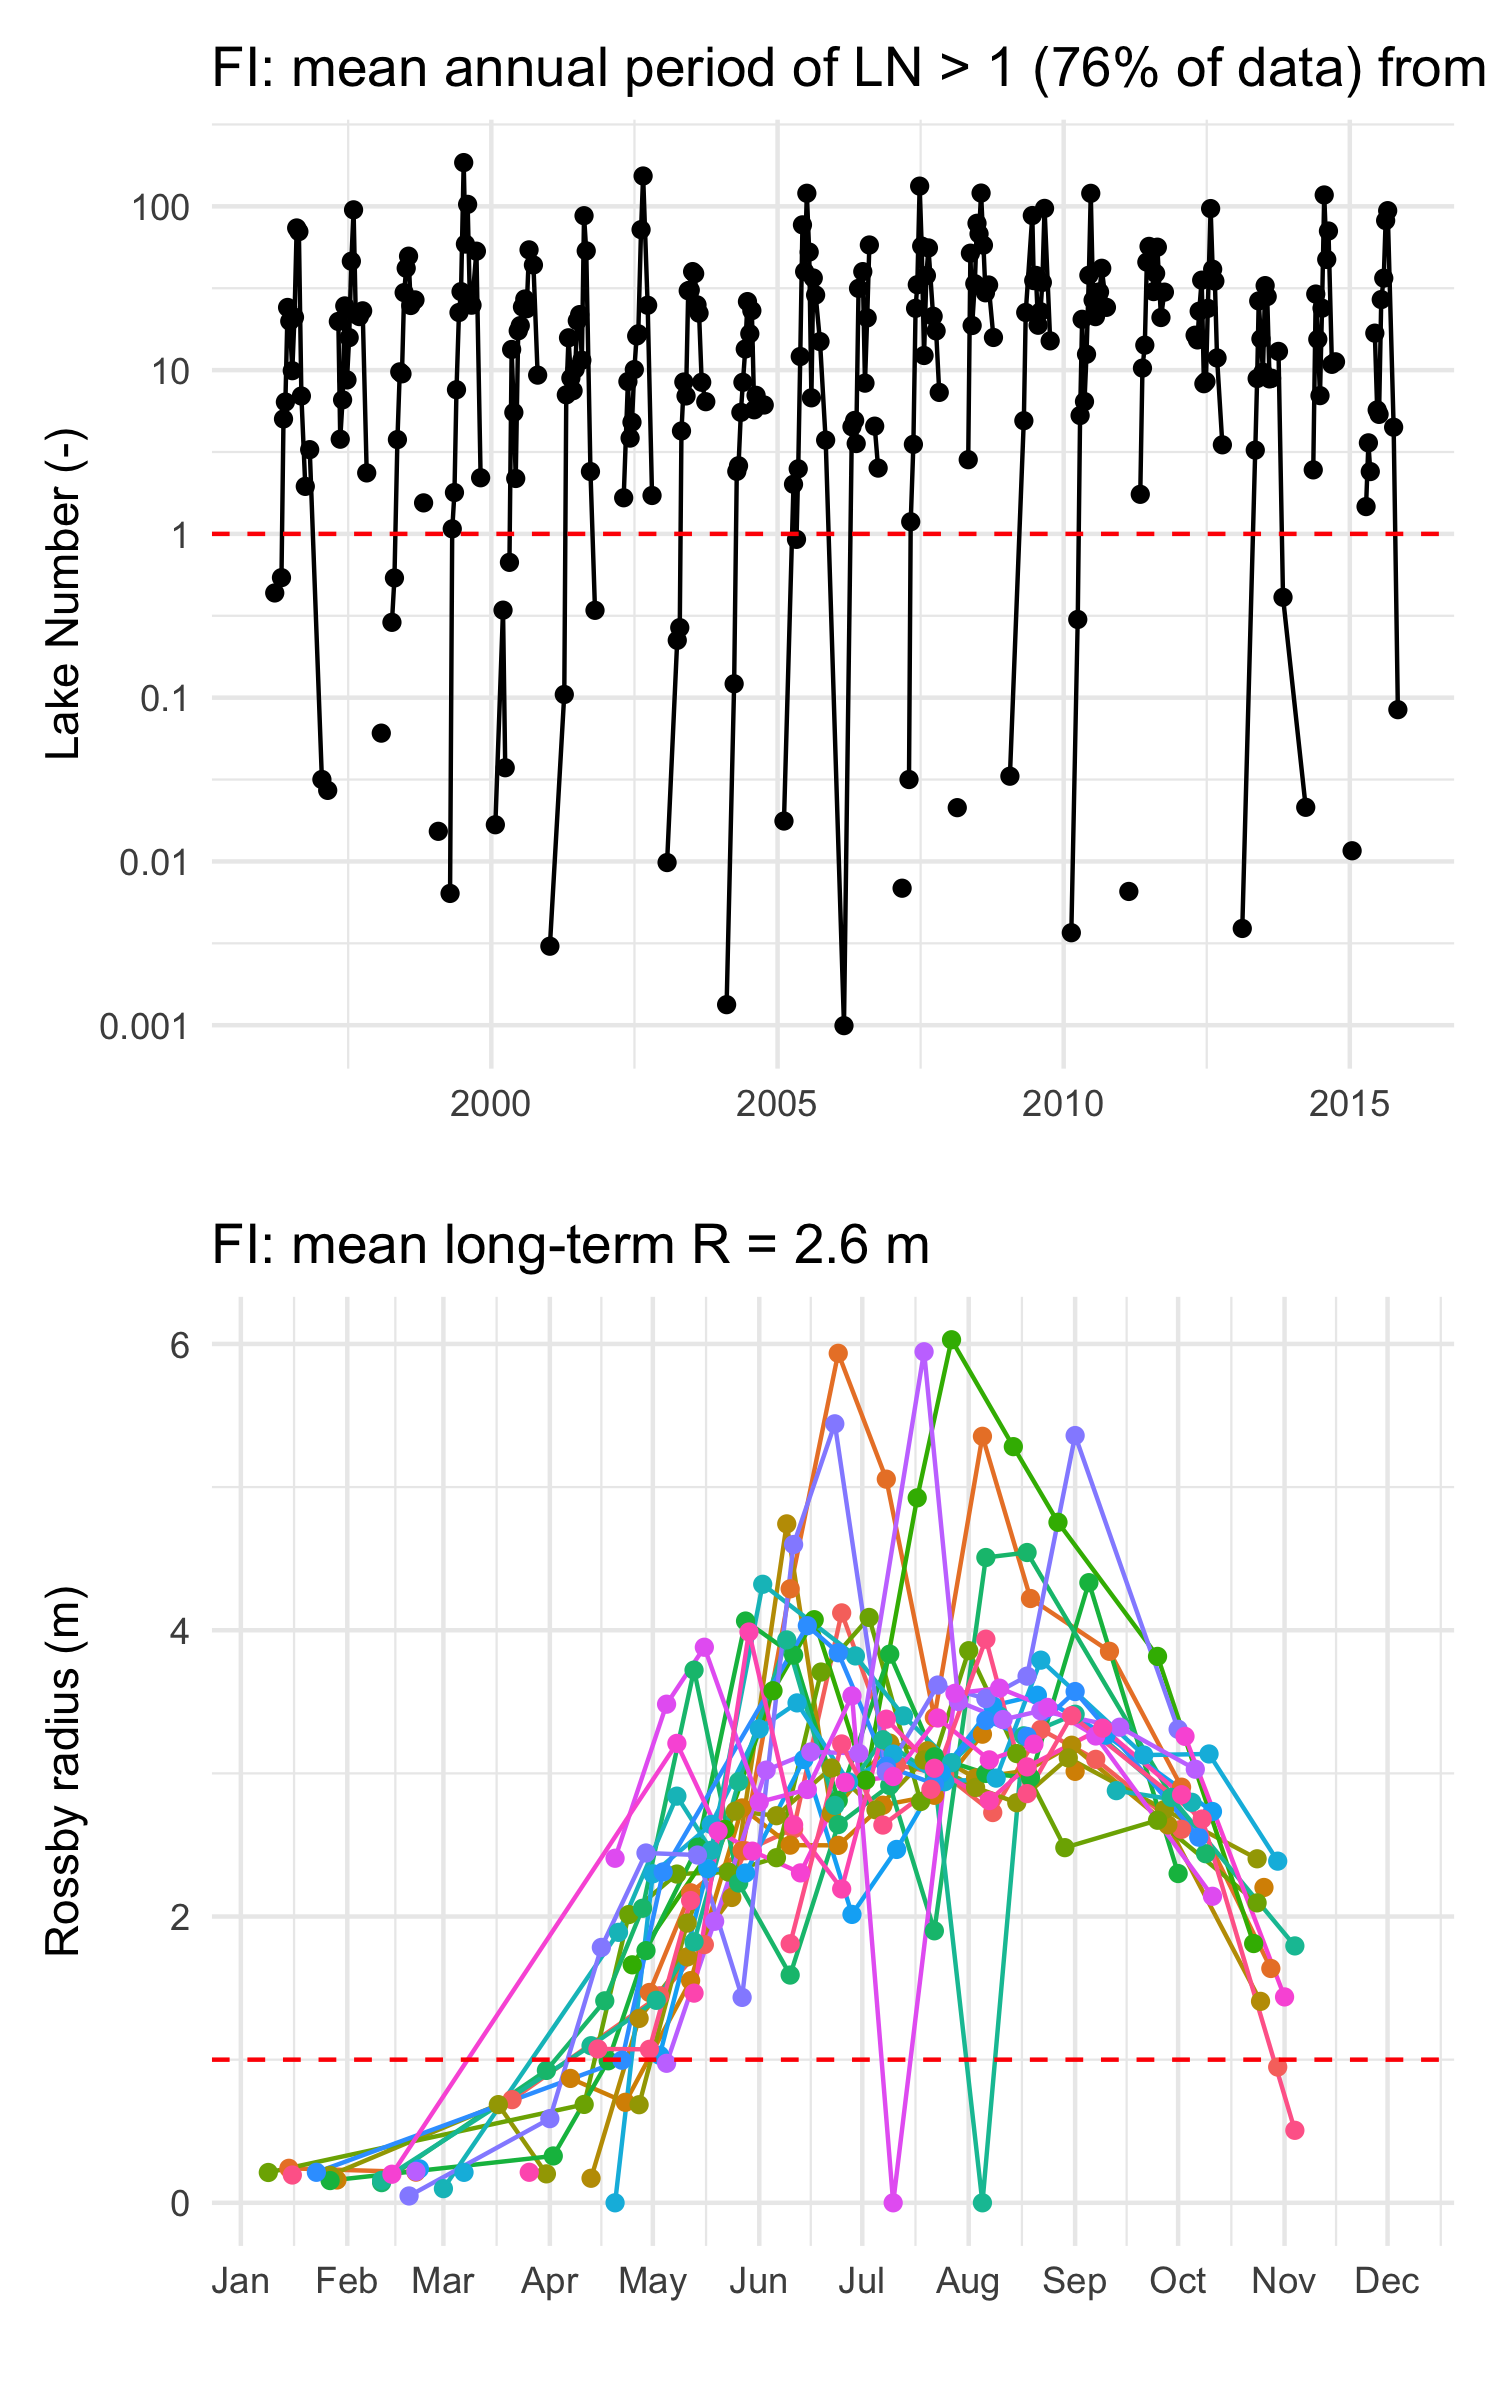 FI: mean annual period of LN > 1 (76% of data) from
Lake Number (-)
100
10
1
0.1
0.01
0.001
2000 2005 2010 2015
FI: mean long-term R = 2.6 m
Rossby radius (m)
6
4
2
0
Jan Feb Mar Apr May Jun Jul Aug Sep Oct Nov Dec